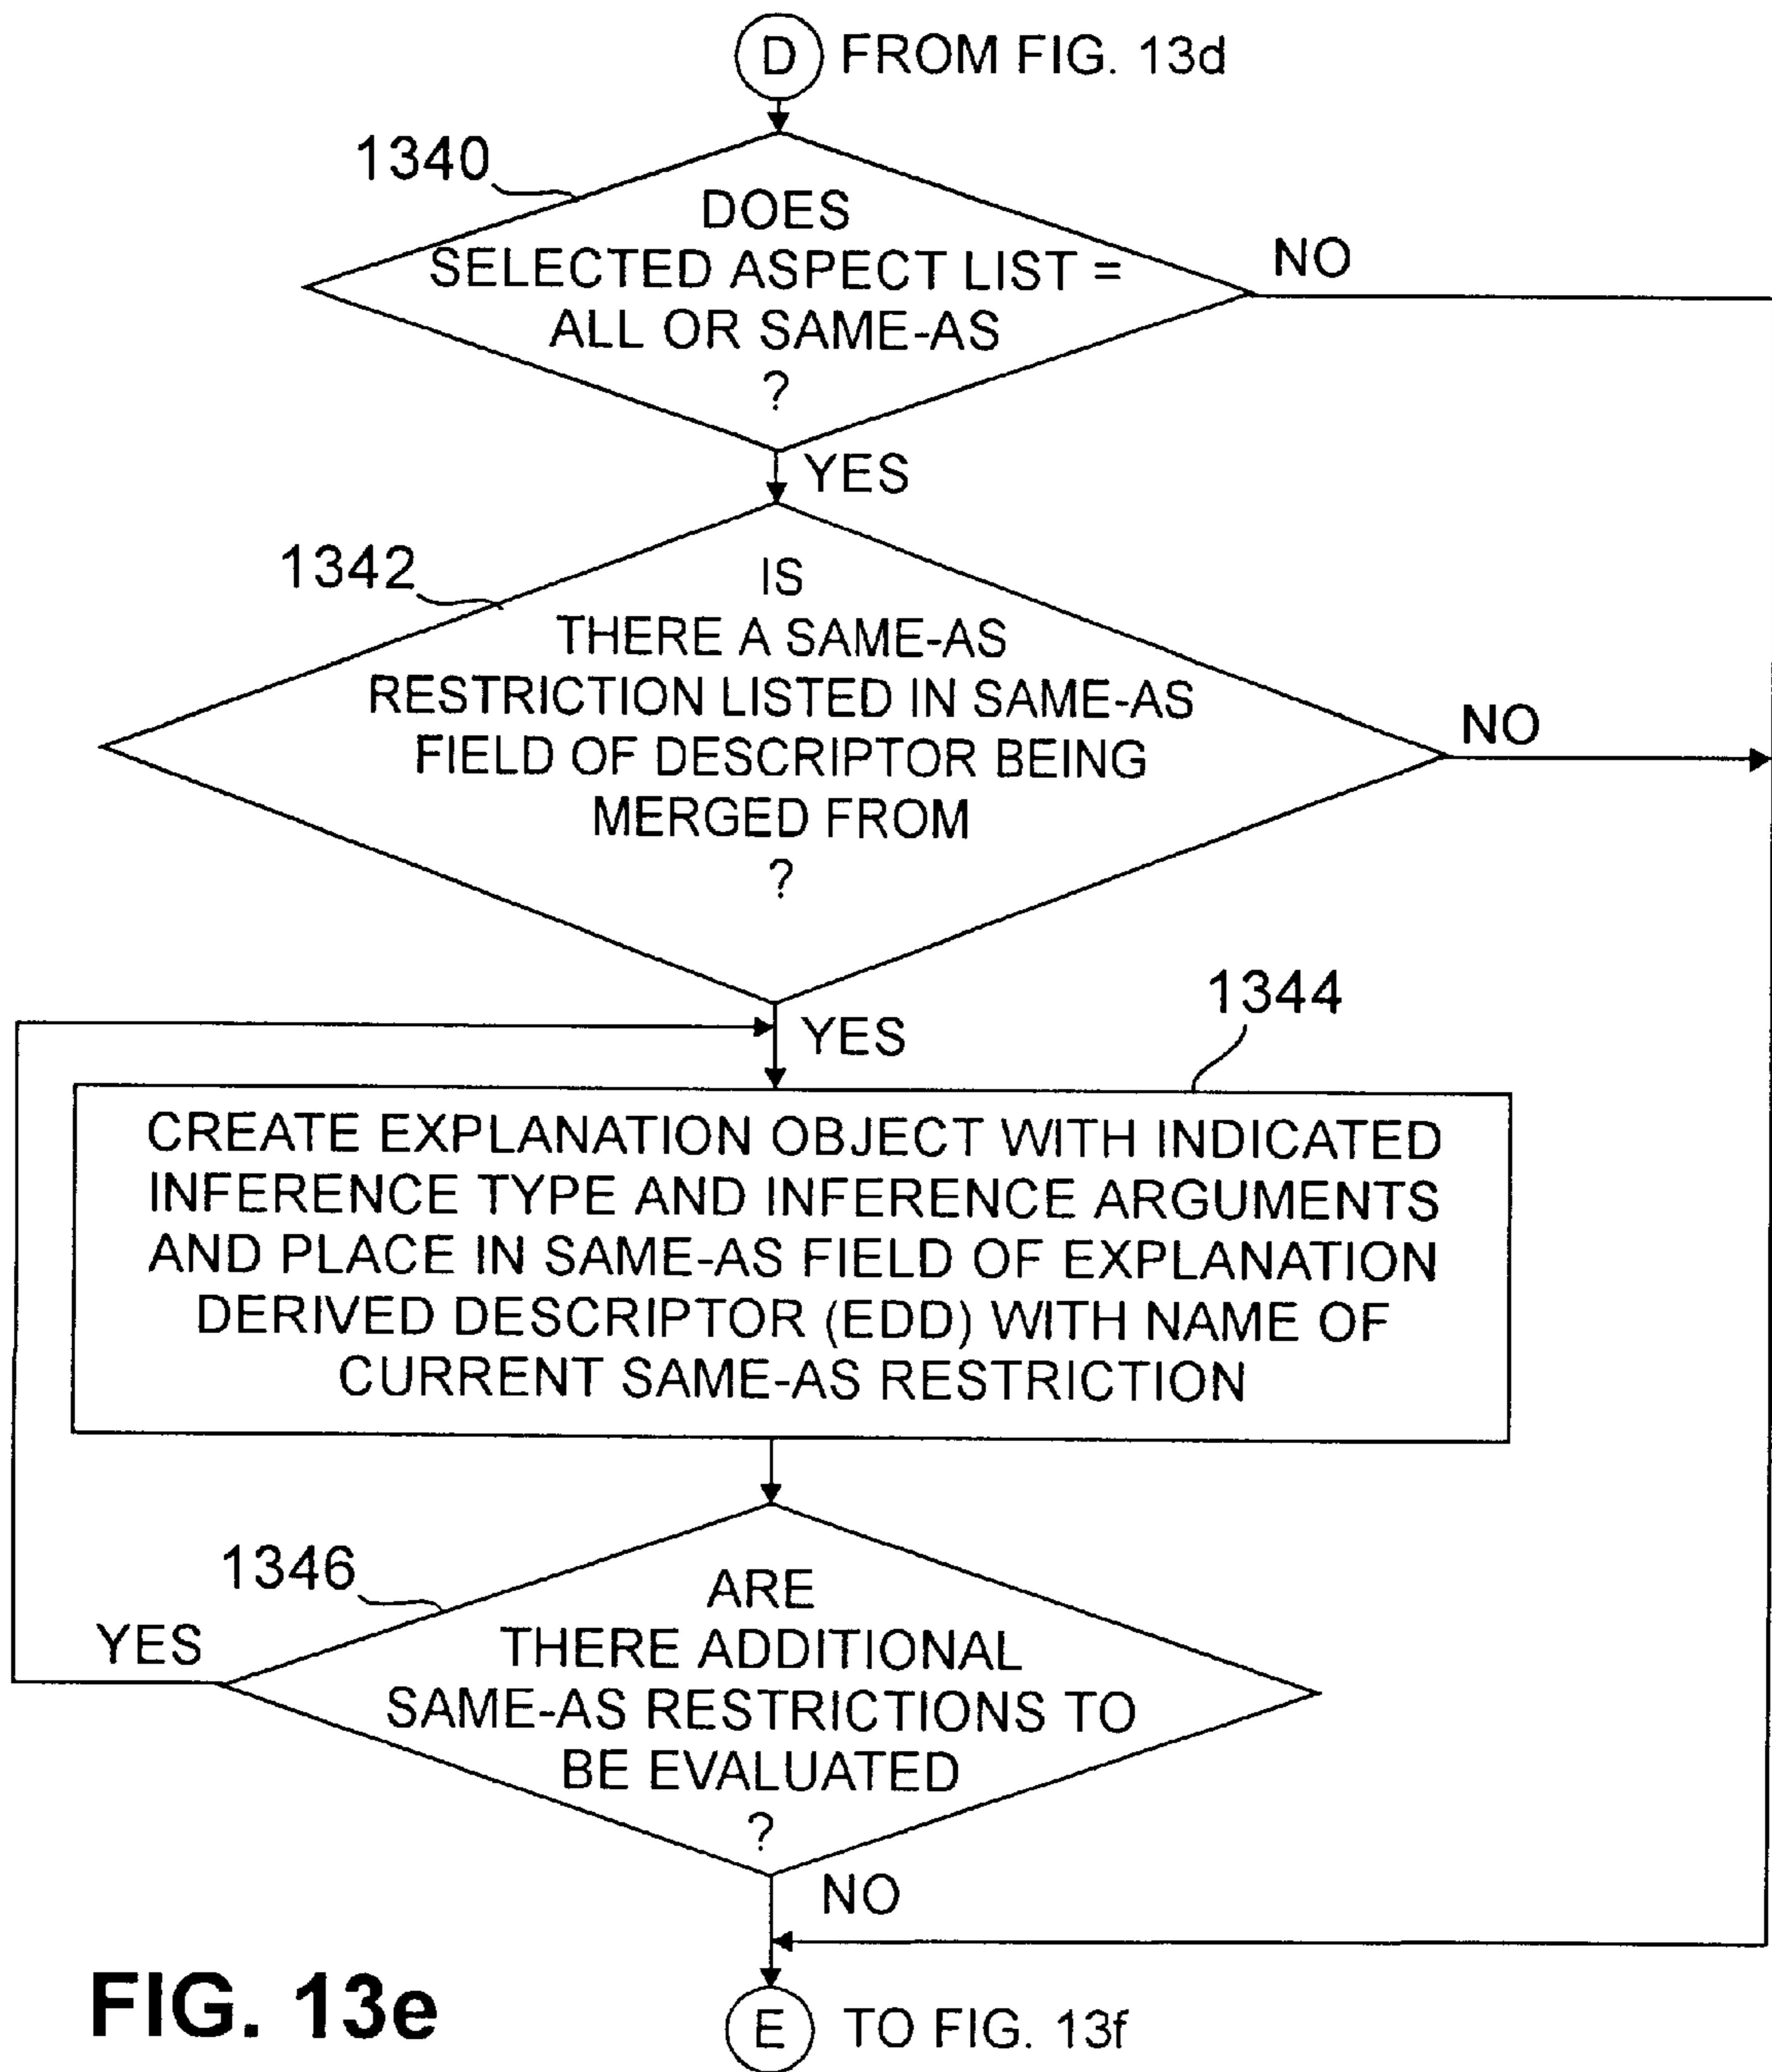 D FROM FIG. 13d
1340
DOES
SELECTED ASPECT LIST =
ALL OR SAME-AS
?
NO
YES
1342
IS
THERE A SAME-AS
RESTRICTION LISTED IN SAME-AS
FIELD OF DESCRIPTOR BEING
MERGED FROM
?
NO
YES
1344
CREATE EXPLANATION OBJECT WITH INDICATED
INFERENCE TYPE AND INFERENCE ARGUMENTS
AND PLACE IN SAME-AS FIELD OF EXPLANATION
DERIVED DESCRIPTOR (EDD) WITH NAME OF
CURRENT SAME-AS RESTRICTION
1346
ARE
THERE ADDITIONAL
SAME-AS RESTRICTIONS TO
BE EVALUATED
?
YES
NO
E TO FIG. 13f
FIG. 13e